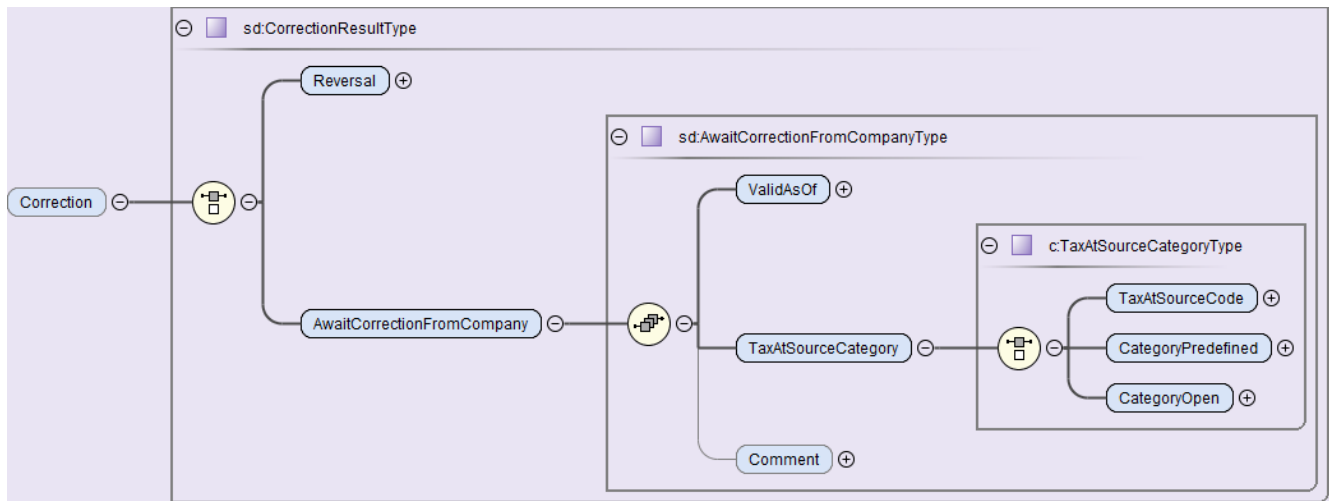 sd:CorrectionResultType
Reversal
sd:AwaitCorrectionFromCompanyType
ValidAsOf
Correction
c:TaxAtSourceCategoryType
TaxAtSourceCode
AwaitCorrectionFromCompany
TaxAtSourceCategory
CategoryPredefined
CategoryOpen
Comment